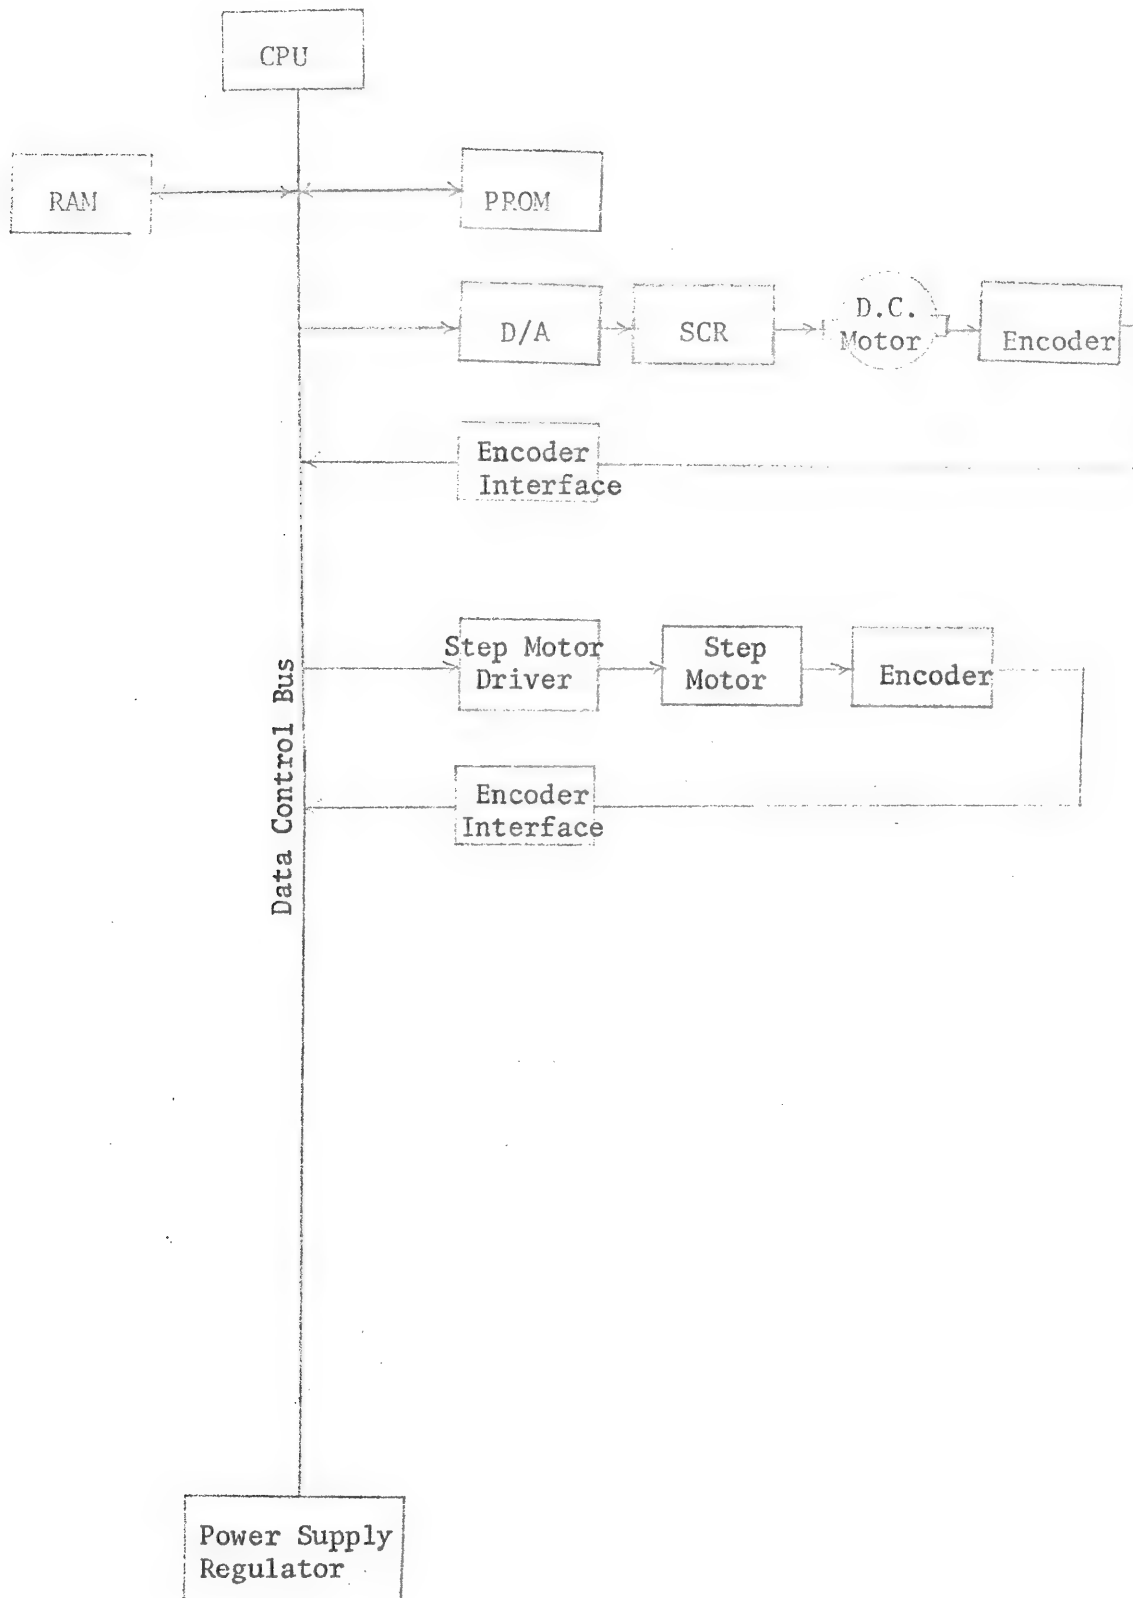 CPU
RAM
PROM
D/A
SCR
D.C.
Motor
Encoder
Encoder
Interface
Step Motor
Driver
Step
Motor
Encoder
Encoder
Interface
Data Control Bus
Power Supply
Regulator